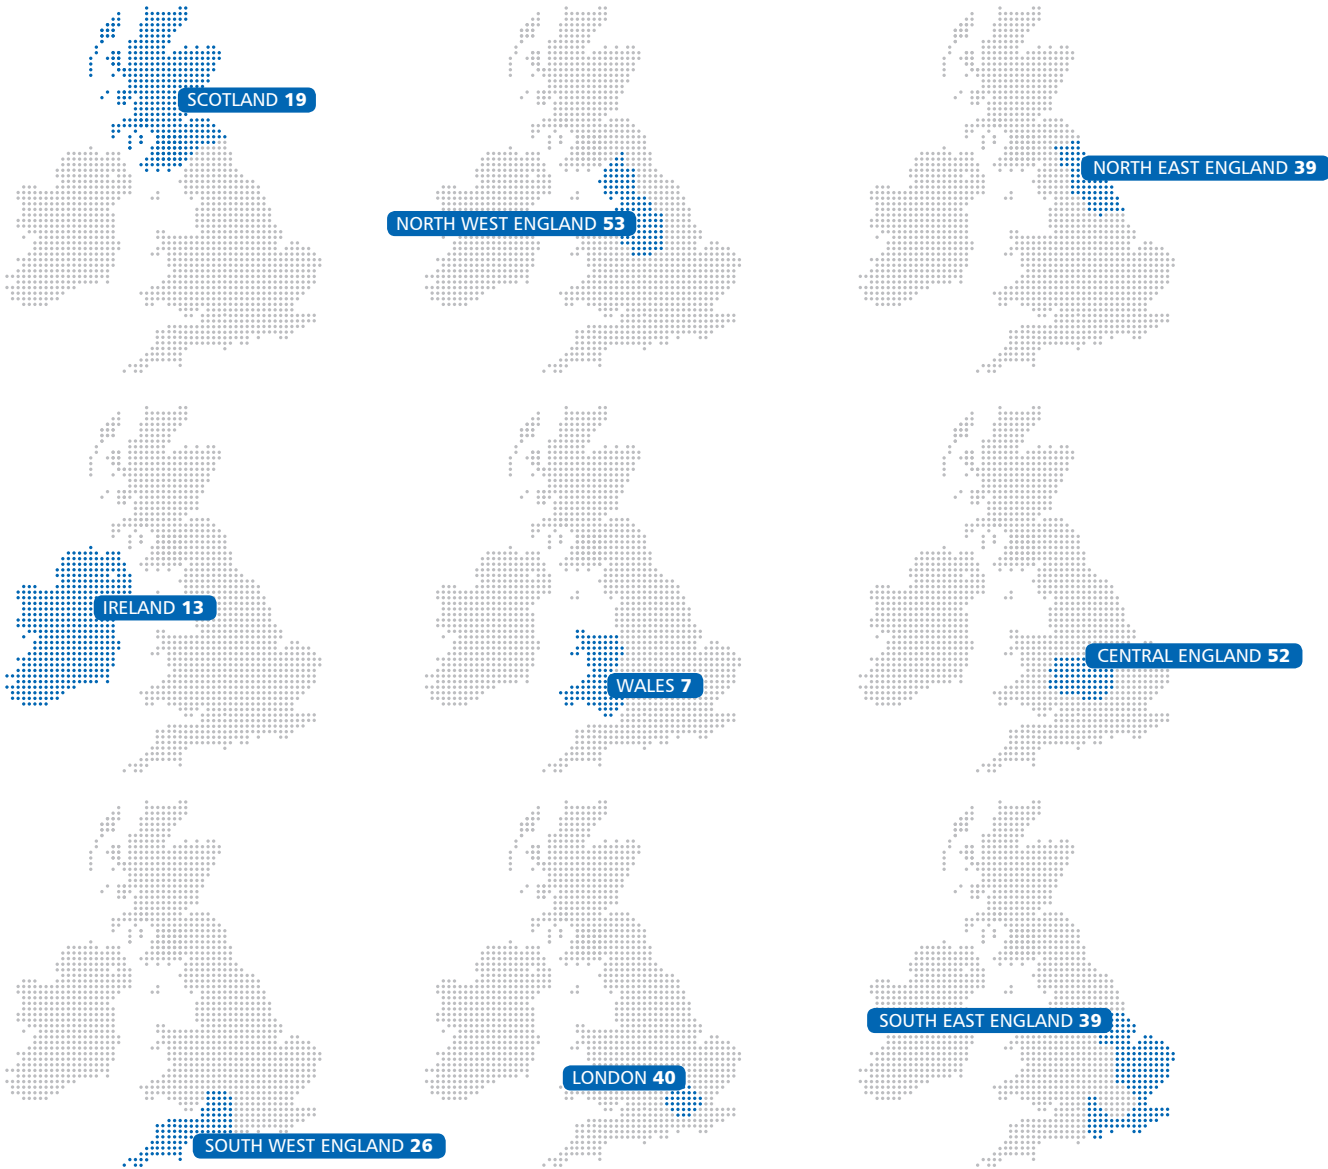 SCOTLAND 19
NORTH WEST ENGLAND 53
NORTH EAST ENGLAND 39
IRELAND 13
WALES 7
CENTRAL ENGLAND 52
SOUTH WEST ENGLAND 26
LONDON 40
SOUTH EAST ENGLAND 39